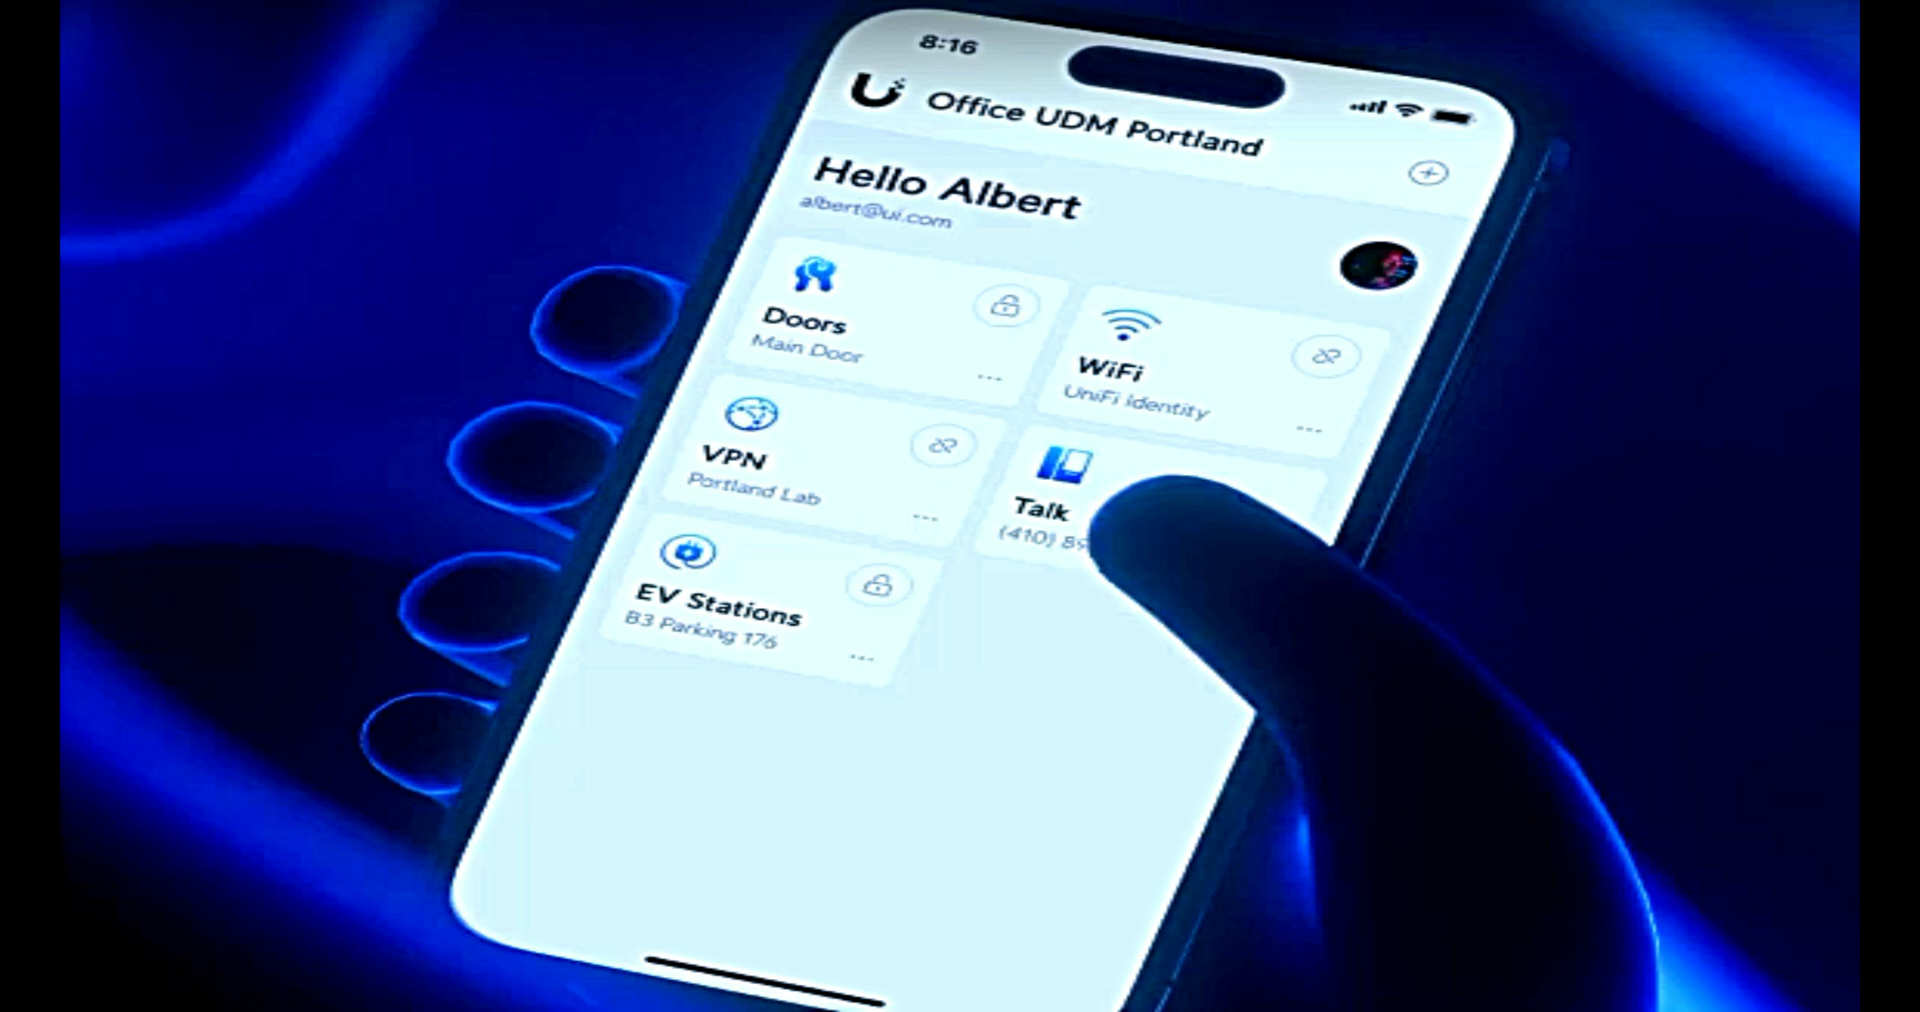 8:16
Office UDM Portland
Hello Albert
albert@ui.com
Doors
Main Door
WiFi
UniFi Identity
VPN
Portland Lab
Talk
(410) 89
EV Stations
B3 Parking 176